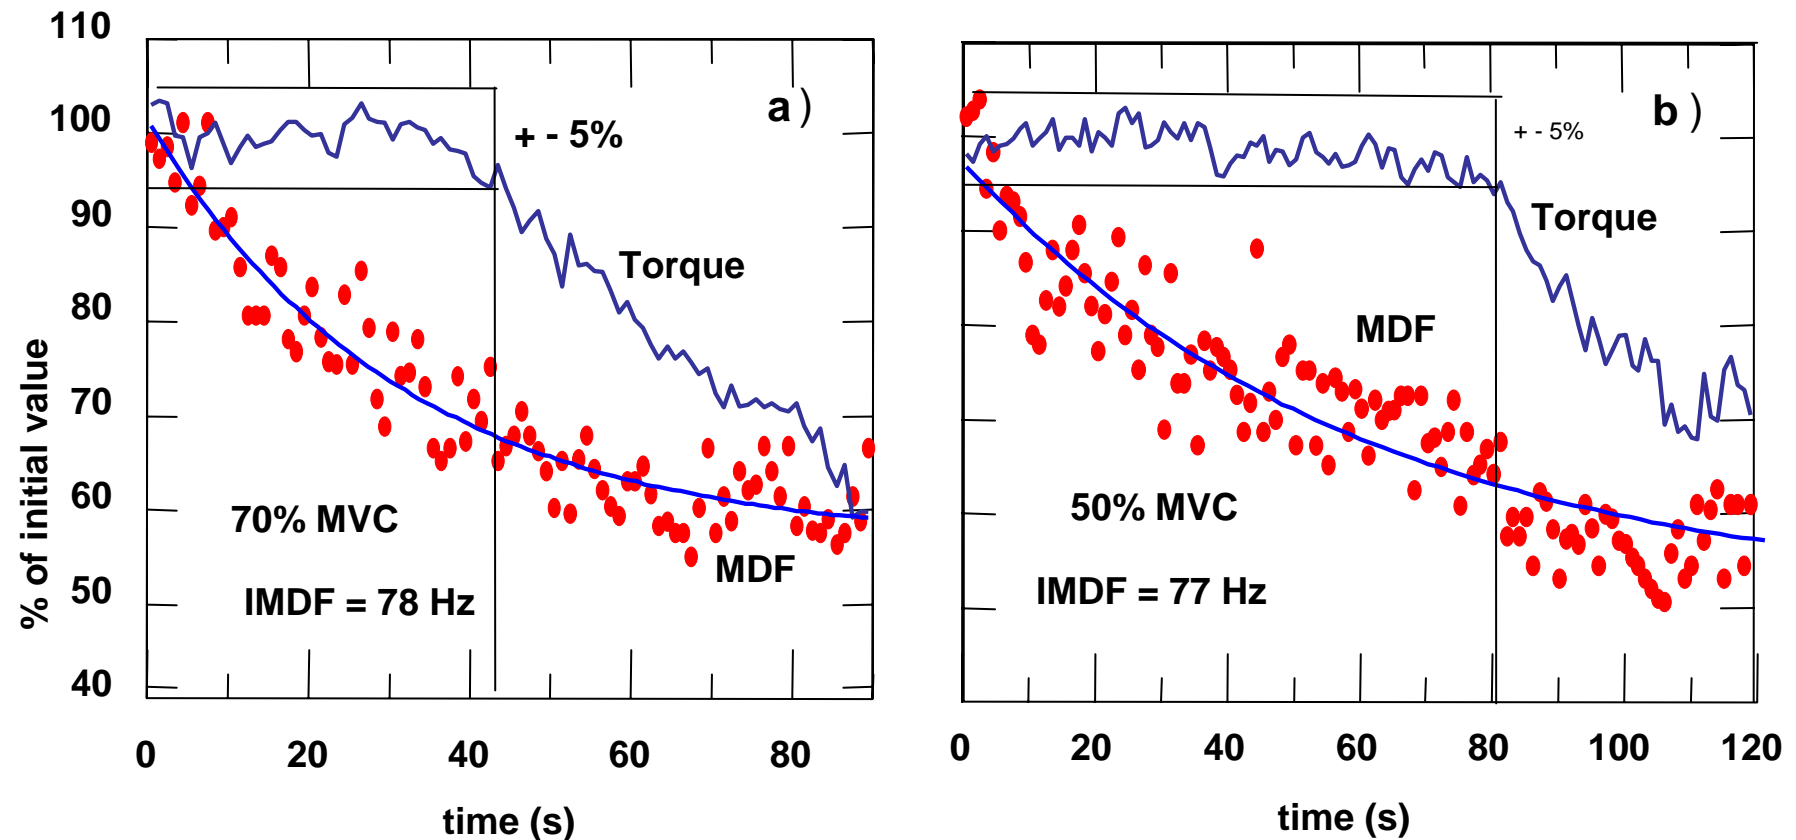 110
100
90
80
70
60
50
40
% of initial value
a)
+ - 5%
Torque
70% MVC
MDF
IMDF = 78 Hz
0 20 40 60 80
time (s)
b)
+ - 5%
Torque
MDF
50% MVC
IMDF = 77 Hz
0 20 40 60 80 100 120
time (s)